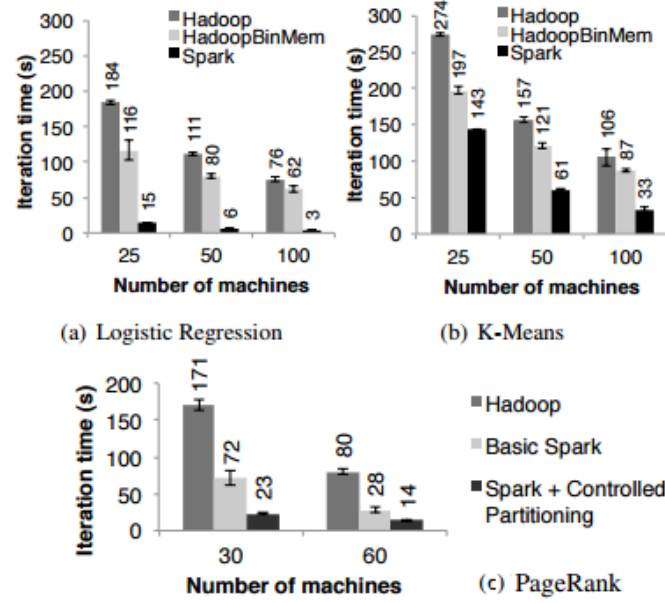 Iteration time (s)
300
250
200
150
100
50
0
Hadoop
HadoopBinMem
Spark
184
116
15
111
80
6
76
62
3
25 50 100
Number of machines
(a) Logistic Regression
Iteration time (s)
300
250
200
150
100
50
0
Hadoop
HadoopBinMem
Spark
274
197
143
157
121
61
106
87
33
25 50 100
Number of machines
(b) K-Means
Iteration time (s)
200
150
100
50
0
171
72
23
80
28
14
30 60
Number of machines
Hadoop
Basic Spark
Spark + Controlled
Partitioning
(c) PageRank